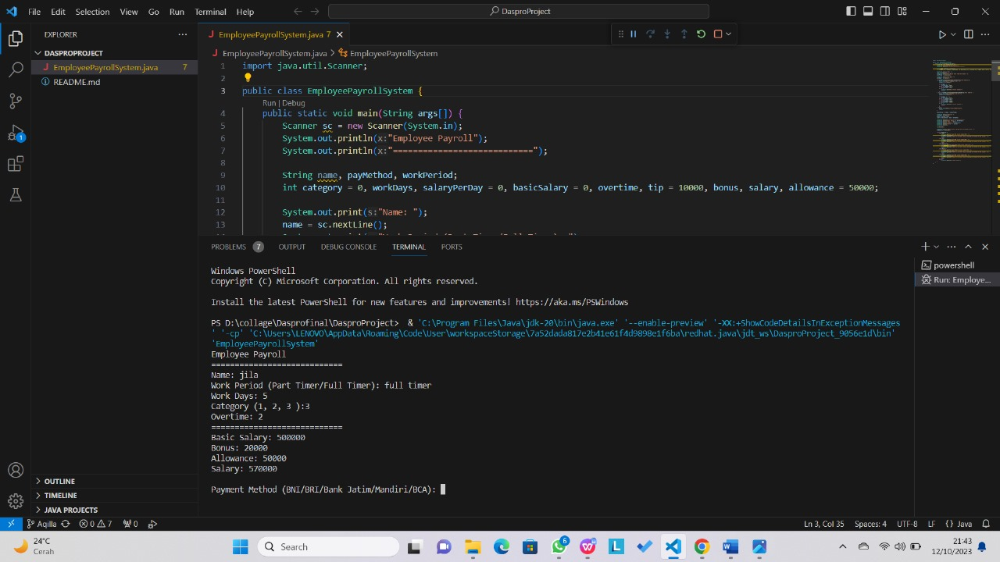 File Edit Selection View Go Run Terminal Help
DasproProject
EXPLORER
DASPROPROJECT
EmployeePayrollSystem.java 7
README.md
OUTLINE
TIMELINE
JAVA PROJECTS
EmployeePayrollSystem.java 7
EmployeePayrollSystem.java > EmployeePayrollSystem
1 import java.util.Scanner;
2
3 public class EmployeePayrollSystem {
Run | Debug
4 public static void main(String args[]) {
5 Scanner sc = new Scanner(System.in);
6 System.out.println(x:"Employee Payroll");
7 System.out.println(x:"============================");
8
9 String name, payMethod, workPeriod;
10 int category = 0, workDays, salaryPerDay = 0, basicSalary = 0, overtime, tip = 10000, bonus, salary, allowance = 50000;
11
12 System.out.print(s:"Name: ");
13 name = sc.nextLine();
PROBLEMS 7 OUTPUT DEBUG CONSOLE TERMINAL PORTS
powershell
Run: Employe...
Windows PowerShell
Copyright (C) Microsoft Corporation. All rights reserved.
Install the latest PowerShell for new features and improvements! https://aka.ms/PSWindows
PS D:\collage\Dasprofinal\DasproProject> & 'C:\Program Files\Java\jdk-20\bin\java.exe' '--enable-preview' '-XX:+ShowCodeDetailsInExceptionMessages
' '-cp' 'C:\Users\LENOVO\AppData\Roaming\Code\User\workspaceStorage\7a52dada817e2b41e61f4d9898e1f6ba\redhat.java\jdt_ws\DasproProject_9056e1d\bin'
'EmployeePayrollSystem'
Employee Payroll
============================
Name: jila
Work Period (Part Timer/Full Timer): full timer
Work Days: 5
Category (1, 2, 3 ):3
Overtime: 2
============================
Basic Salary: 500000
Bonus: 20000
Allowance: 50000
Salary: 570000
Payment Method (BNI/BRI/Bank Jatim/Mandiri/BCA):
Aqilla 0 7 0
Ln 3, Col 35 Spaces: 4 UTF-8 LF {} Java
24°C
Cerah
Search
6
21:43
12/10/2023